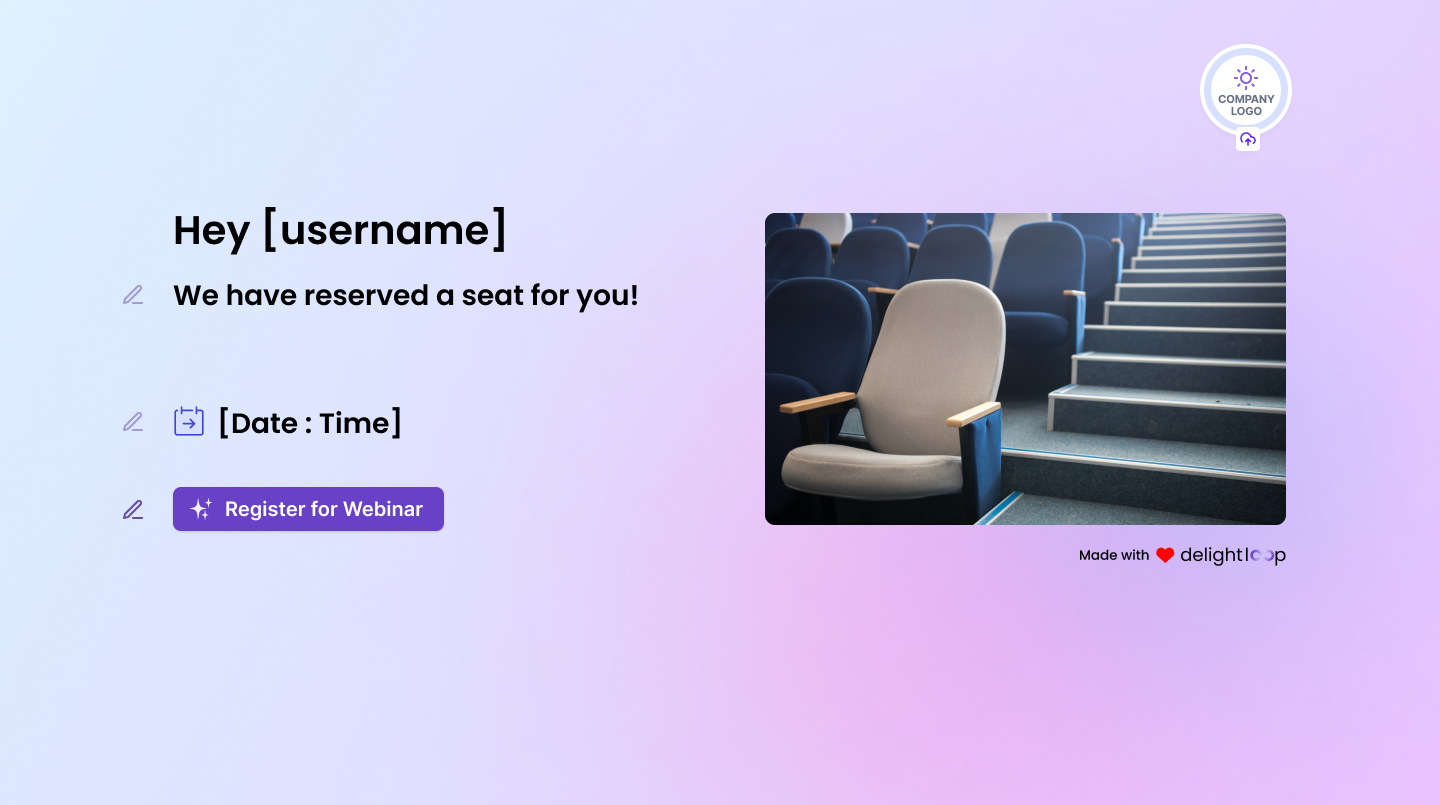 COMPANY
LOGO
Hey [username]
We have reserved a seat for you!
[Date : Time]
Register for Webinar
Made with delightloop